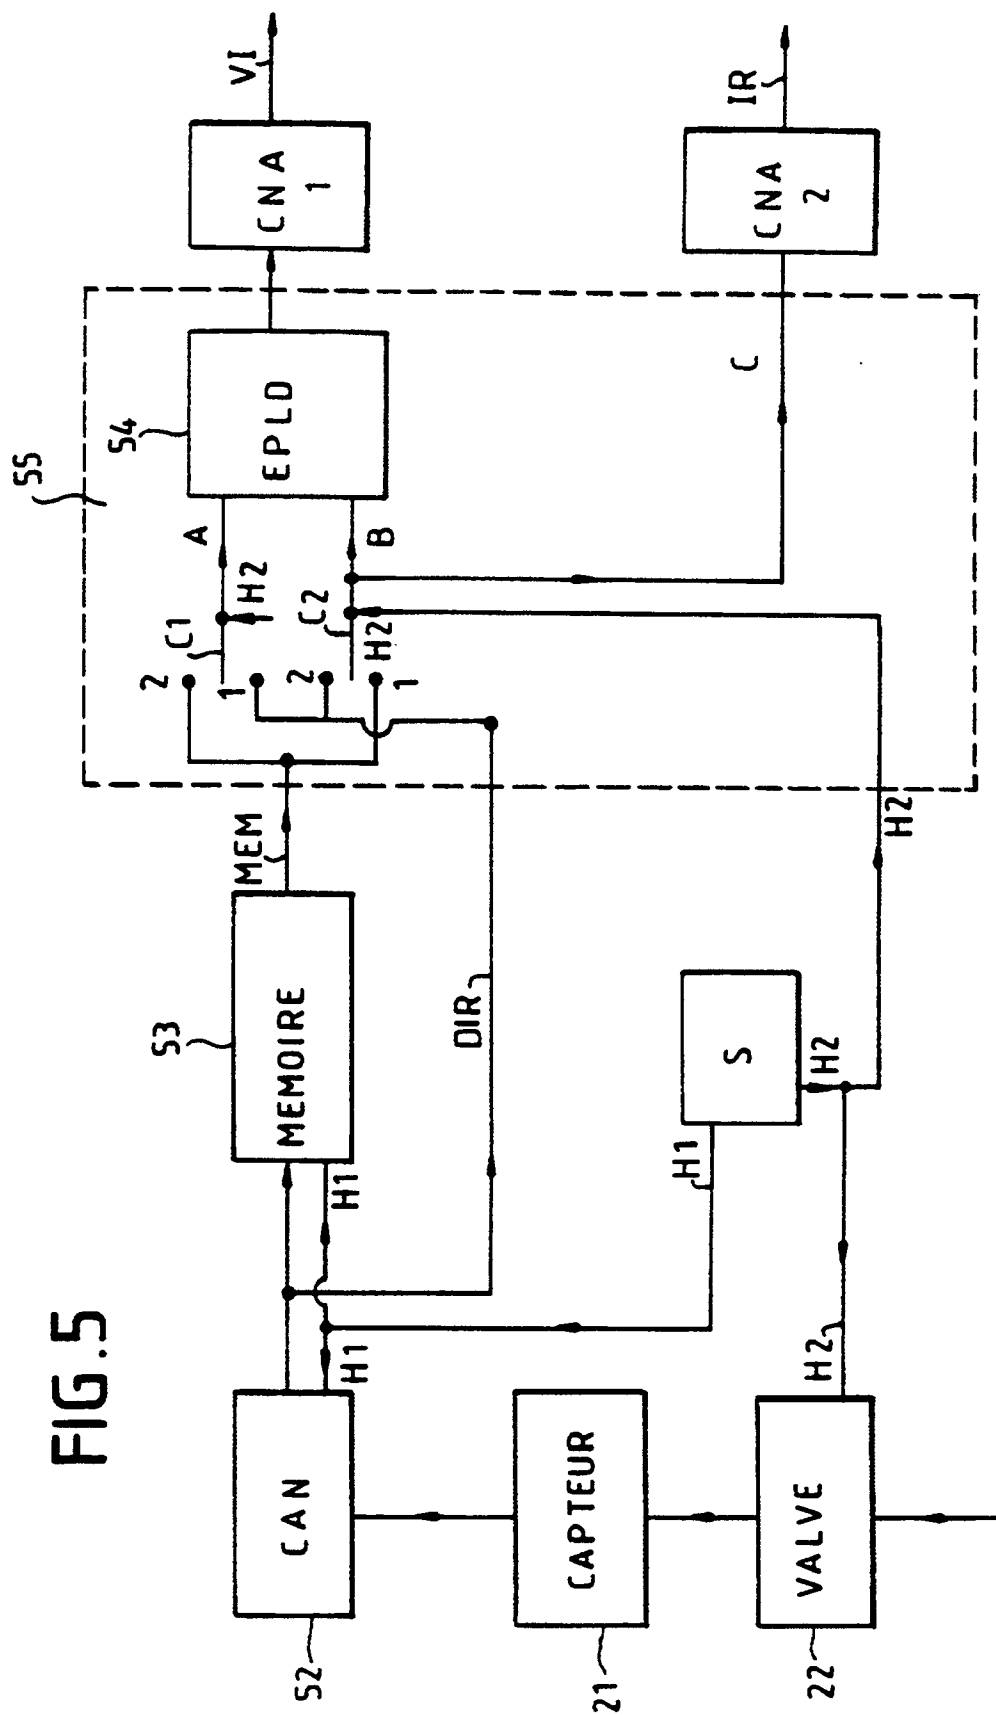 FIG.5
55
54
EPLD
CNA
1
VI
CNA
2
IR
A
B
C
C1
H2
C2
H2
2
1
2
1
MEM
53
MEMOIRE
DIR
H1
H1
H1
S
H2
H2
H2
CAN
52
CAPTEUR
21
VALVE
22